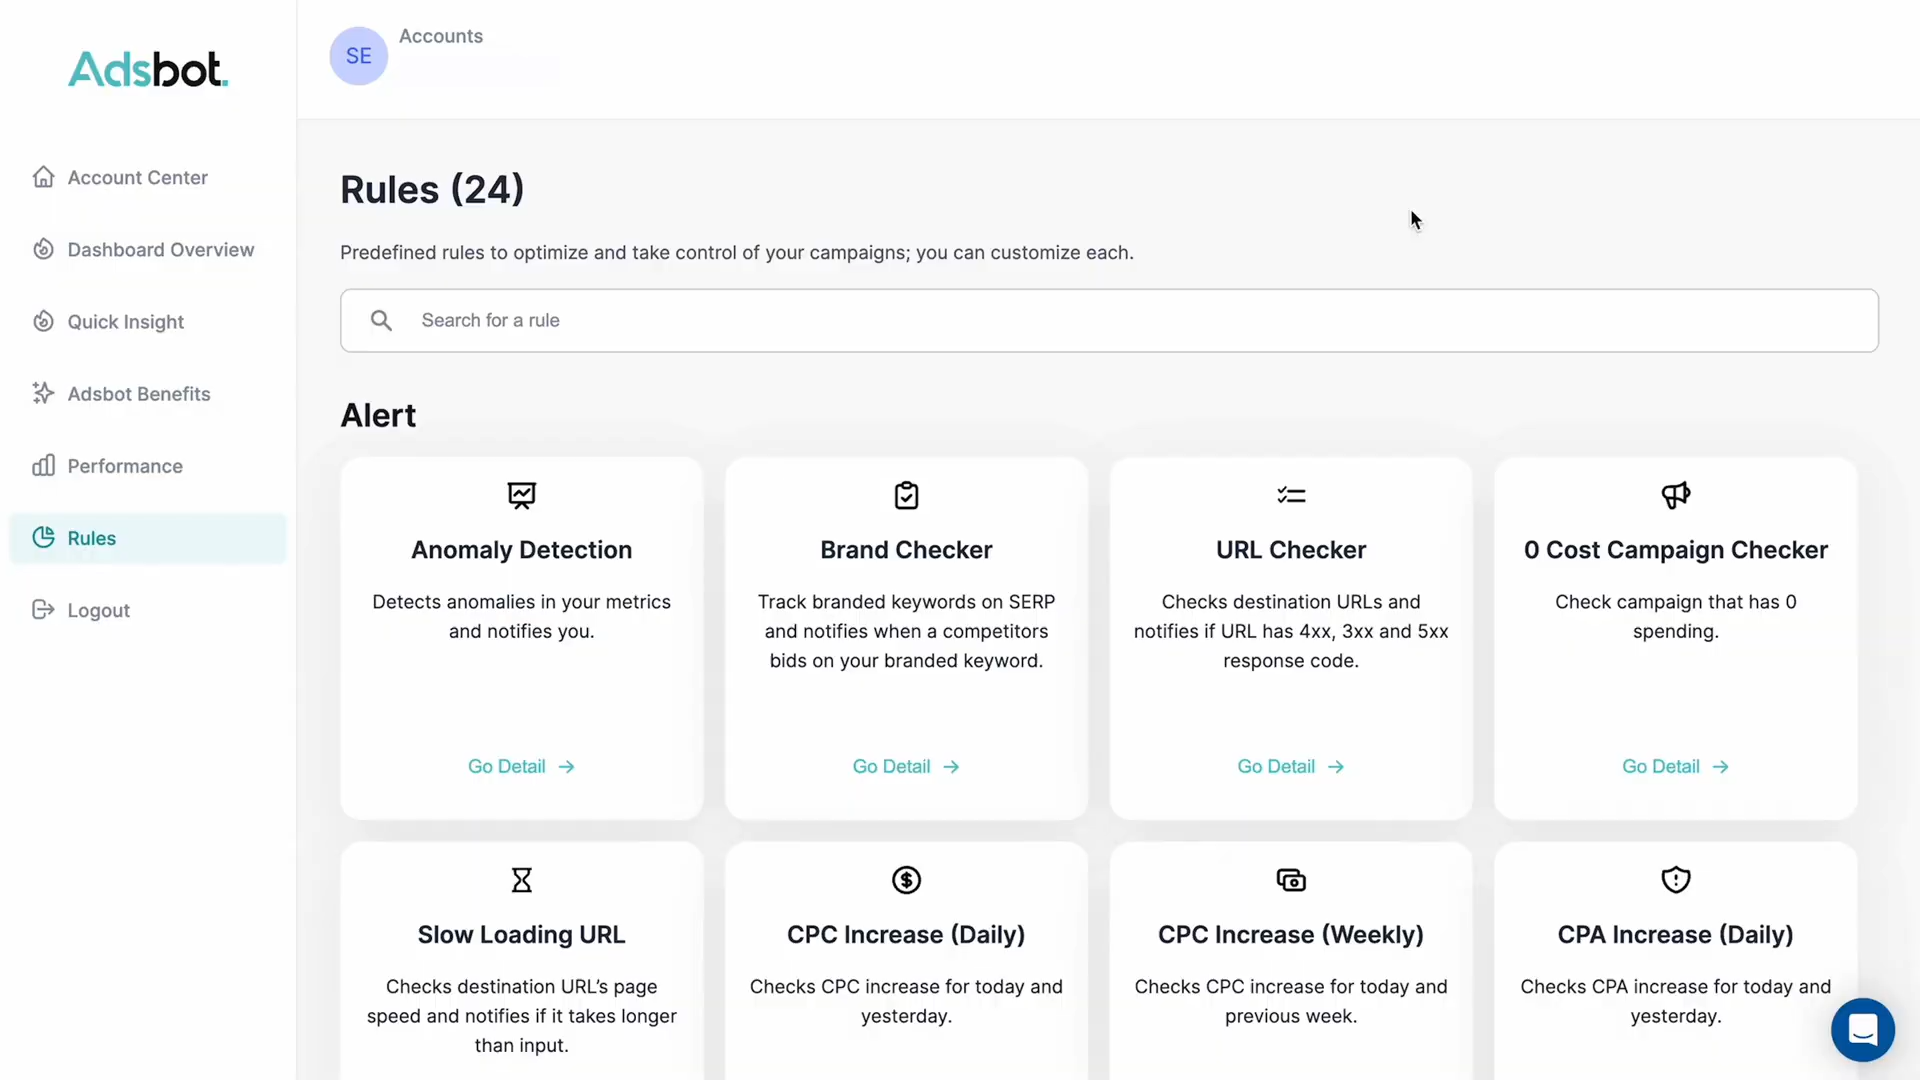 Adsbot.
SE
Accounts
Account Center
Dashboard Overview
Quick Insight
Adsbot Benefits
Performance
Rules
Logout
Rules (24)
Predefined rules to optimize and take control of your campaigns; you can customize each.
Search for a rule
Alert
Anomaly Detection
Detects anomalies in your metrics
and notifies you.
Go Detail →
Brand Checker
Track branded keywords on SERP
and notifies when a competitors
bids on your branded keyword.
Go Detail →
URL Checker
Checks destination URLs and
notifies if URL has 4xx, 3xx and 5xx
response code.
Go Detail →
0 Cost Campaign Checker
Check campaign that has 0
spending.
Go Detail →
Slow Loading URL
Checks destination URL’s page
speed and notifies if it takes longer
than input.
CPC Increase (Daily)
Checks CPC increase for today and
yesterday.
CPC Increase (Weekly)
Checks CPC increase for today and
previous week.
CPA Increase (Daily)
Checks CPA increase for today and
yesterday.